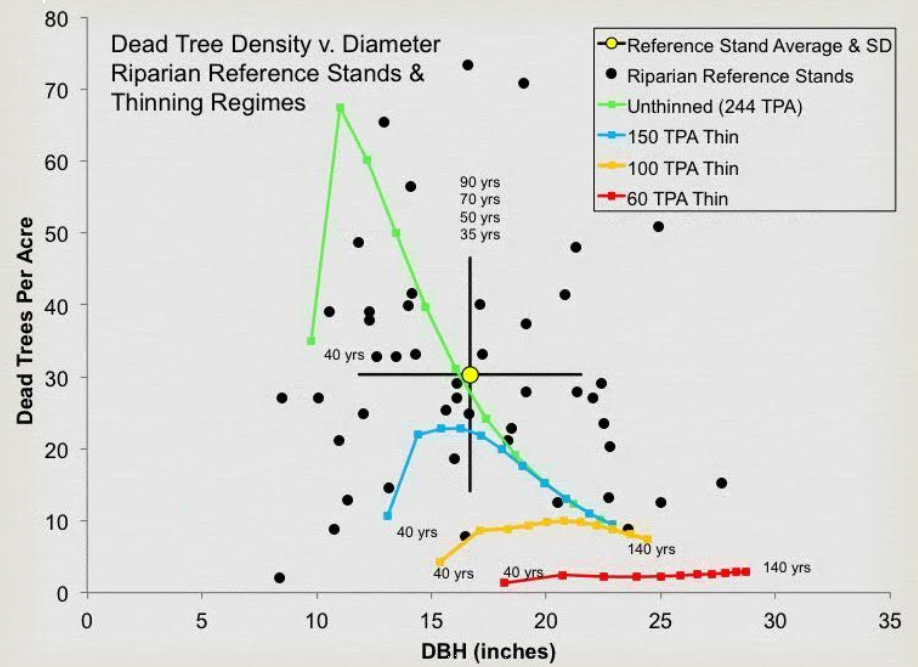 80
70
60
50
40
30
20
10
0
Dead Trees Per Acre
Dead Tree Density v. Diameter
Riparian Reference Stands &
Thinning Regimes
Reference Stand Average & SD
Riparian Reference Stands
Unthinned (244 TPA)
150 TPA Thin
100 TPA Thin
60 TPA Thin
90 yrs
70 yrs
50 yrs
35 yrs
40 yrs
40 yrs
140 yrs
40 yrs
40 yrs
140 yrs
0
5
10
15
20
25
30
35
DBH (inches)